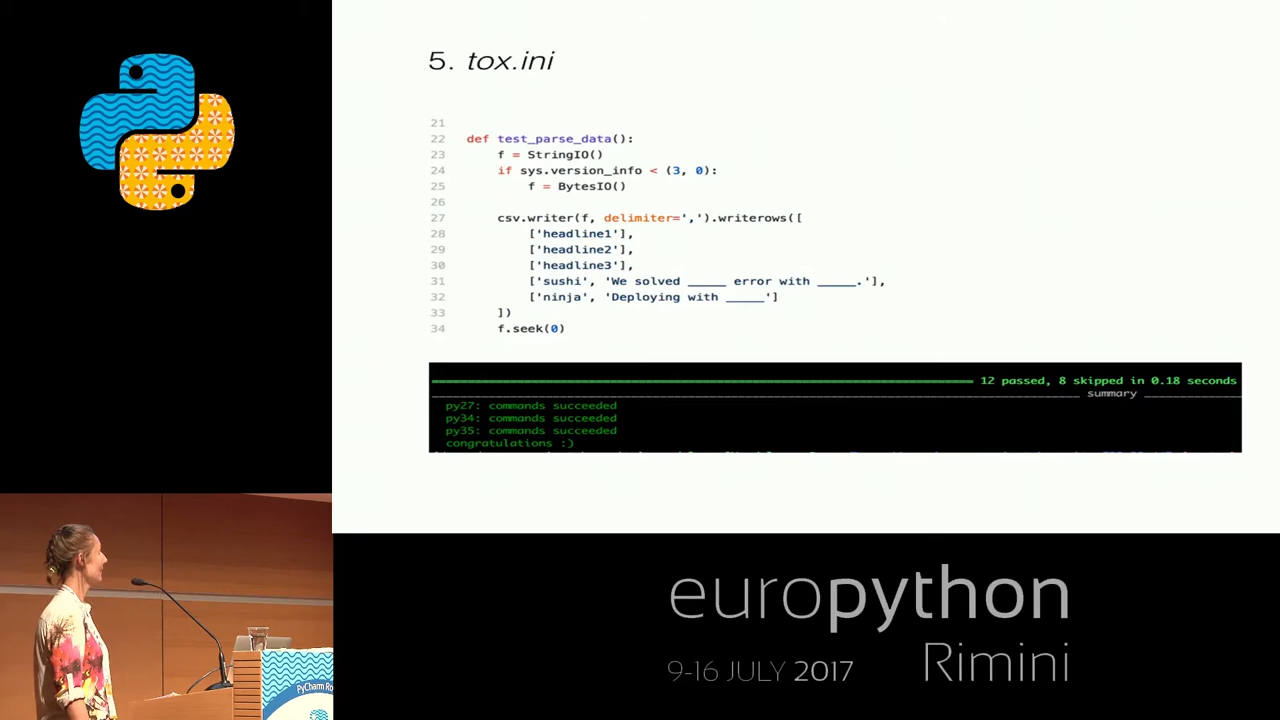 5. tox.ini
21
22 def test_parse_data():
23 f = StringIO()
24 if sys.version_info < (3, 0):
25 f = BytesIO()
26
27 csv.writer(f, delimiter=',').writerows([
28 ['headline1'],
29 ['headline2'],
30 ['headline3'],
31 ['sushi', 'We solved _____ error with _____.'],
32 ['ninja', 'Deploying with _____']
33 ])
34 f.seek(0)
12 passed, 8 skipped in 0.18 seconds
summary
py27: commands succeeded
py34: commands succeeded
py35: commands succeeded
congratulations :)
europython
Rimini
9-16 JULY 2017
PyCharm